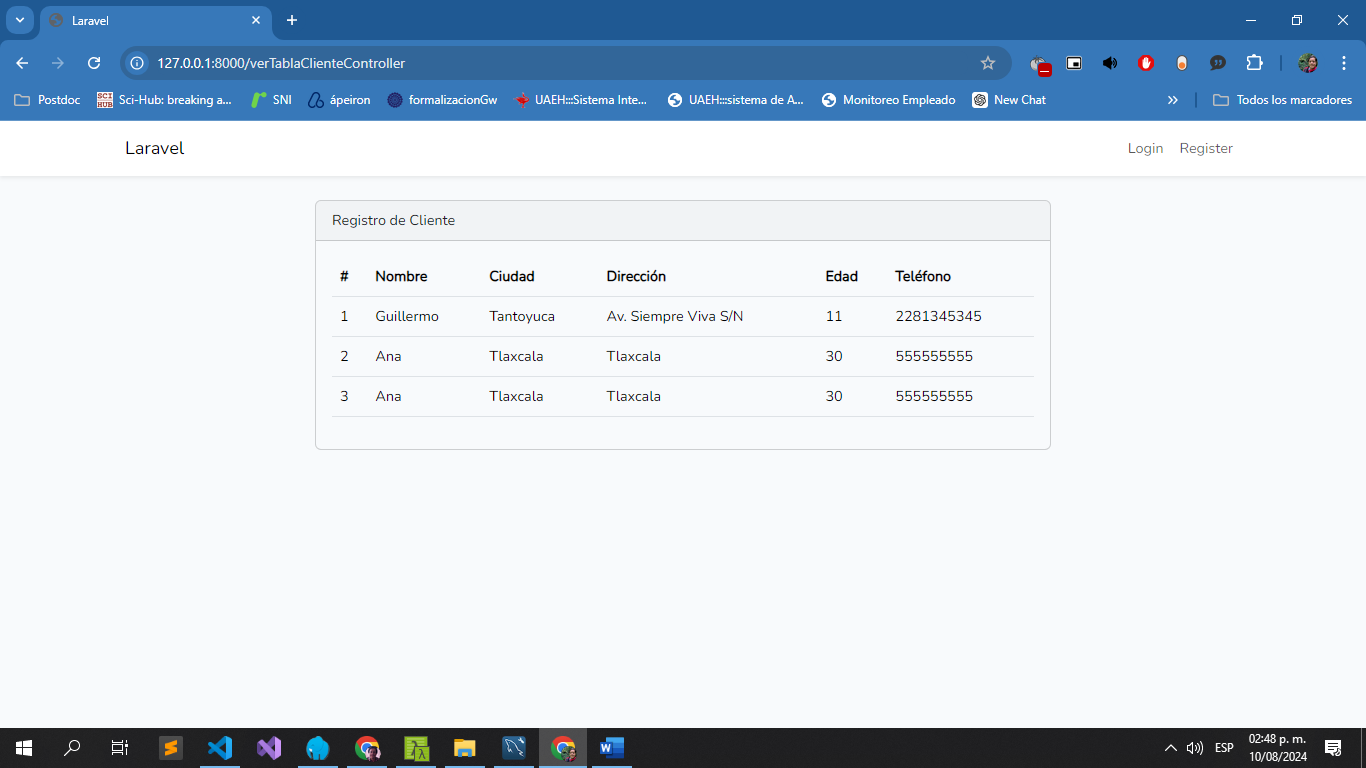 Laravel
127.0.0.1:8000/verTablaClienteController
Postdoc SCI HUB Sci-Hub: breaking a... SNI ápeiron formalizacionGw UAEH:::Sistema Inte... UAEH:::sistema de A... Monitoreo Empleado New Chat » Todos los marcadores
Laravel Login Register
Registro de Cliente
# Nombre Ciudad Dirección Edad Teléfono
1 Guillermo Tantoyuca Av. Siempre Viva S/N 11 2281345345
2 Ana Tlaxcala Tlaxcala 30 555555555
3 Ana Tlaxcala Tlaxcala 30 555555555
ESP 02:48 p. m.
10/08/2024